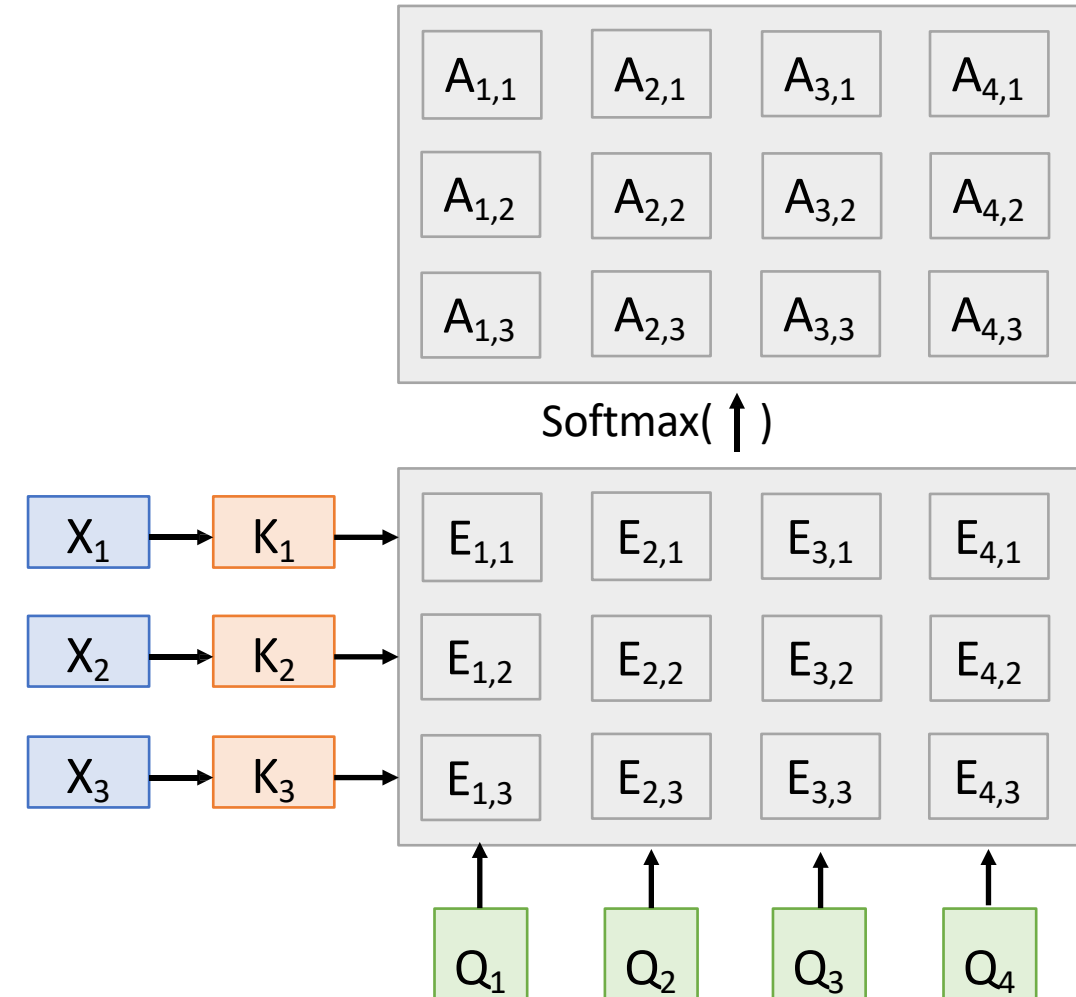 A1,1 A2,1 A3,1 A4,1
A1,2 A2,2 A3,2 A4,2
A1,3 A2,3 A3,3 A4,3
Softmax( ↑ )
X1 K1 E1,1 E2,1 E3,1 E4,1
X2 K2 E1,2 E2,2 E3,2 E4,2
X3 K3 E1,3 E2,3 E3,3 E4,3
Q1 Q2 Q3 Q4